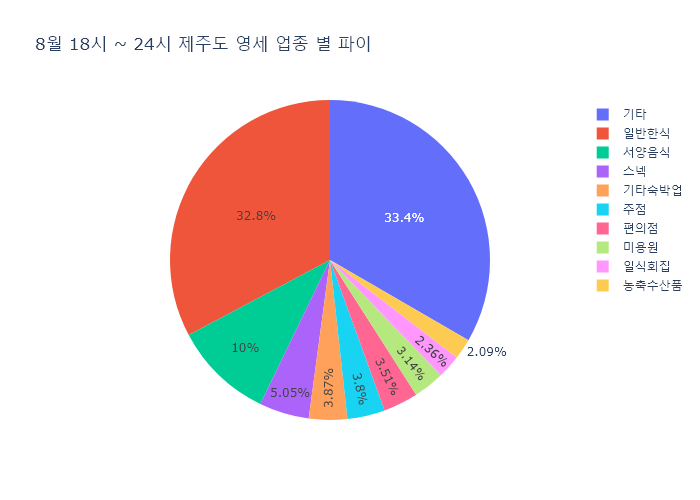 8월 18시 ~ 24시 제주도 영세 업종 별 파이
기타
일반한식
서양음식
스넥
기타숙박업
주점
편의점
미용원
일식회집
농축수산품
33.4%
32.8%
10%
5.05%
3.87%
3.8%
3.51%
3.14%
2.36%
2.09%